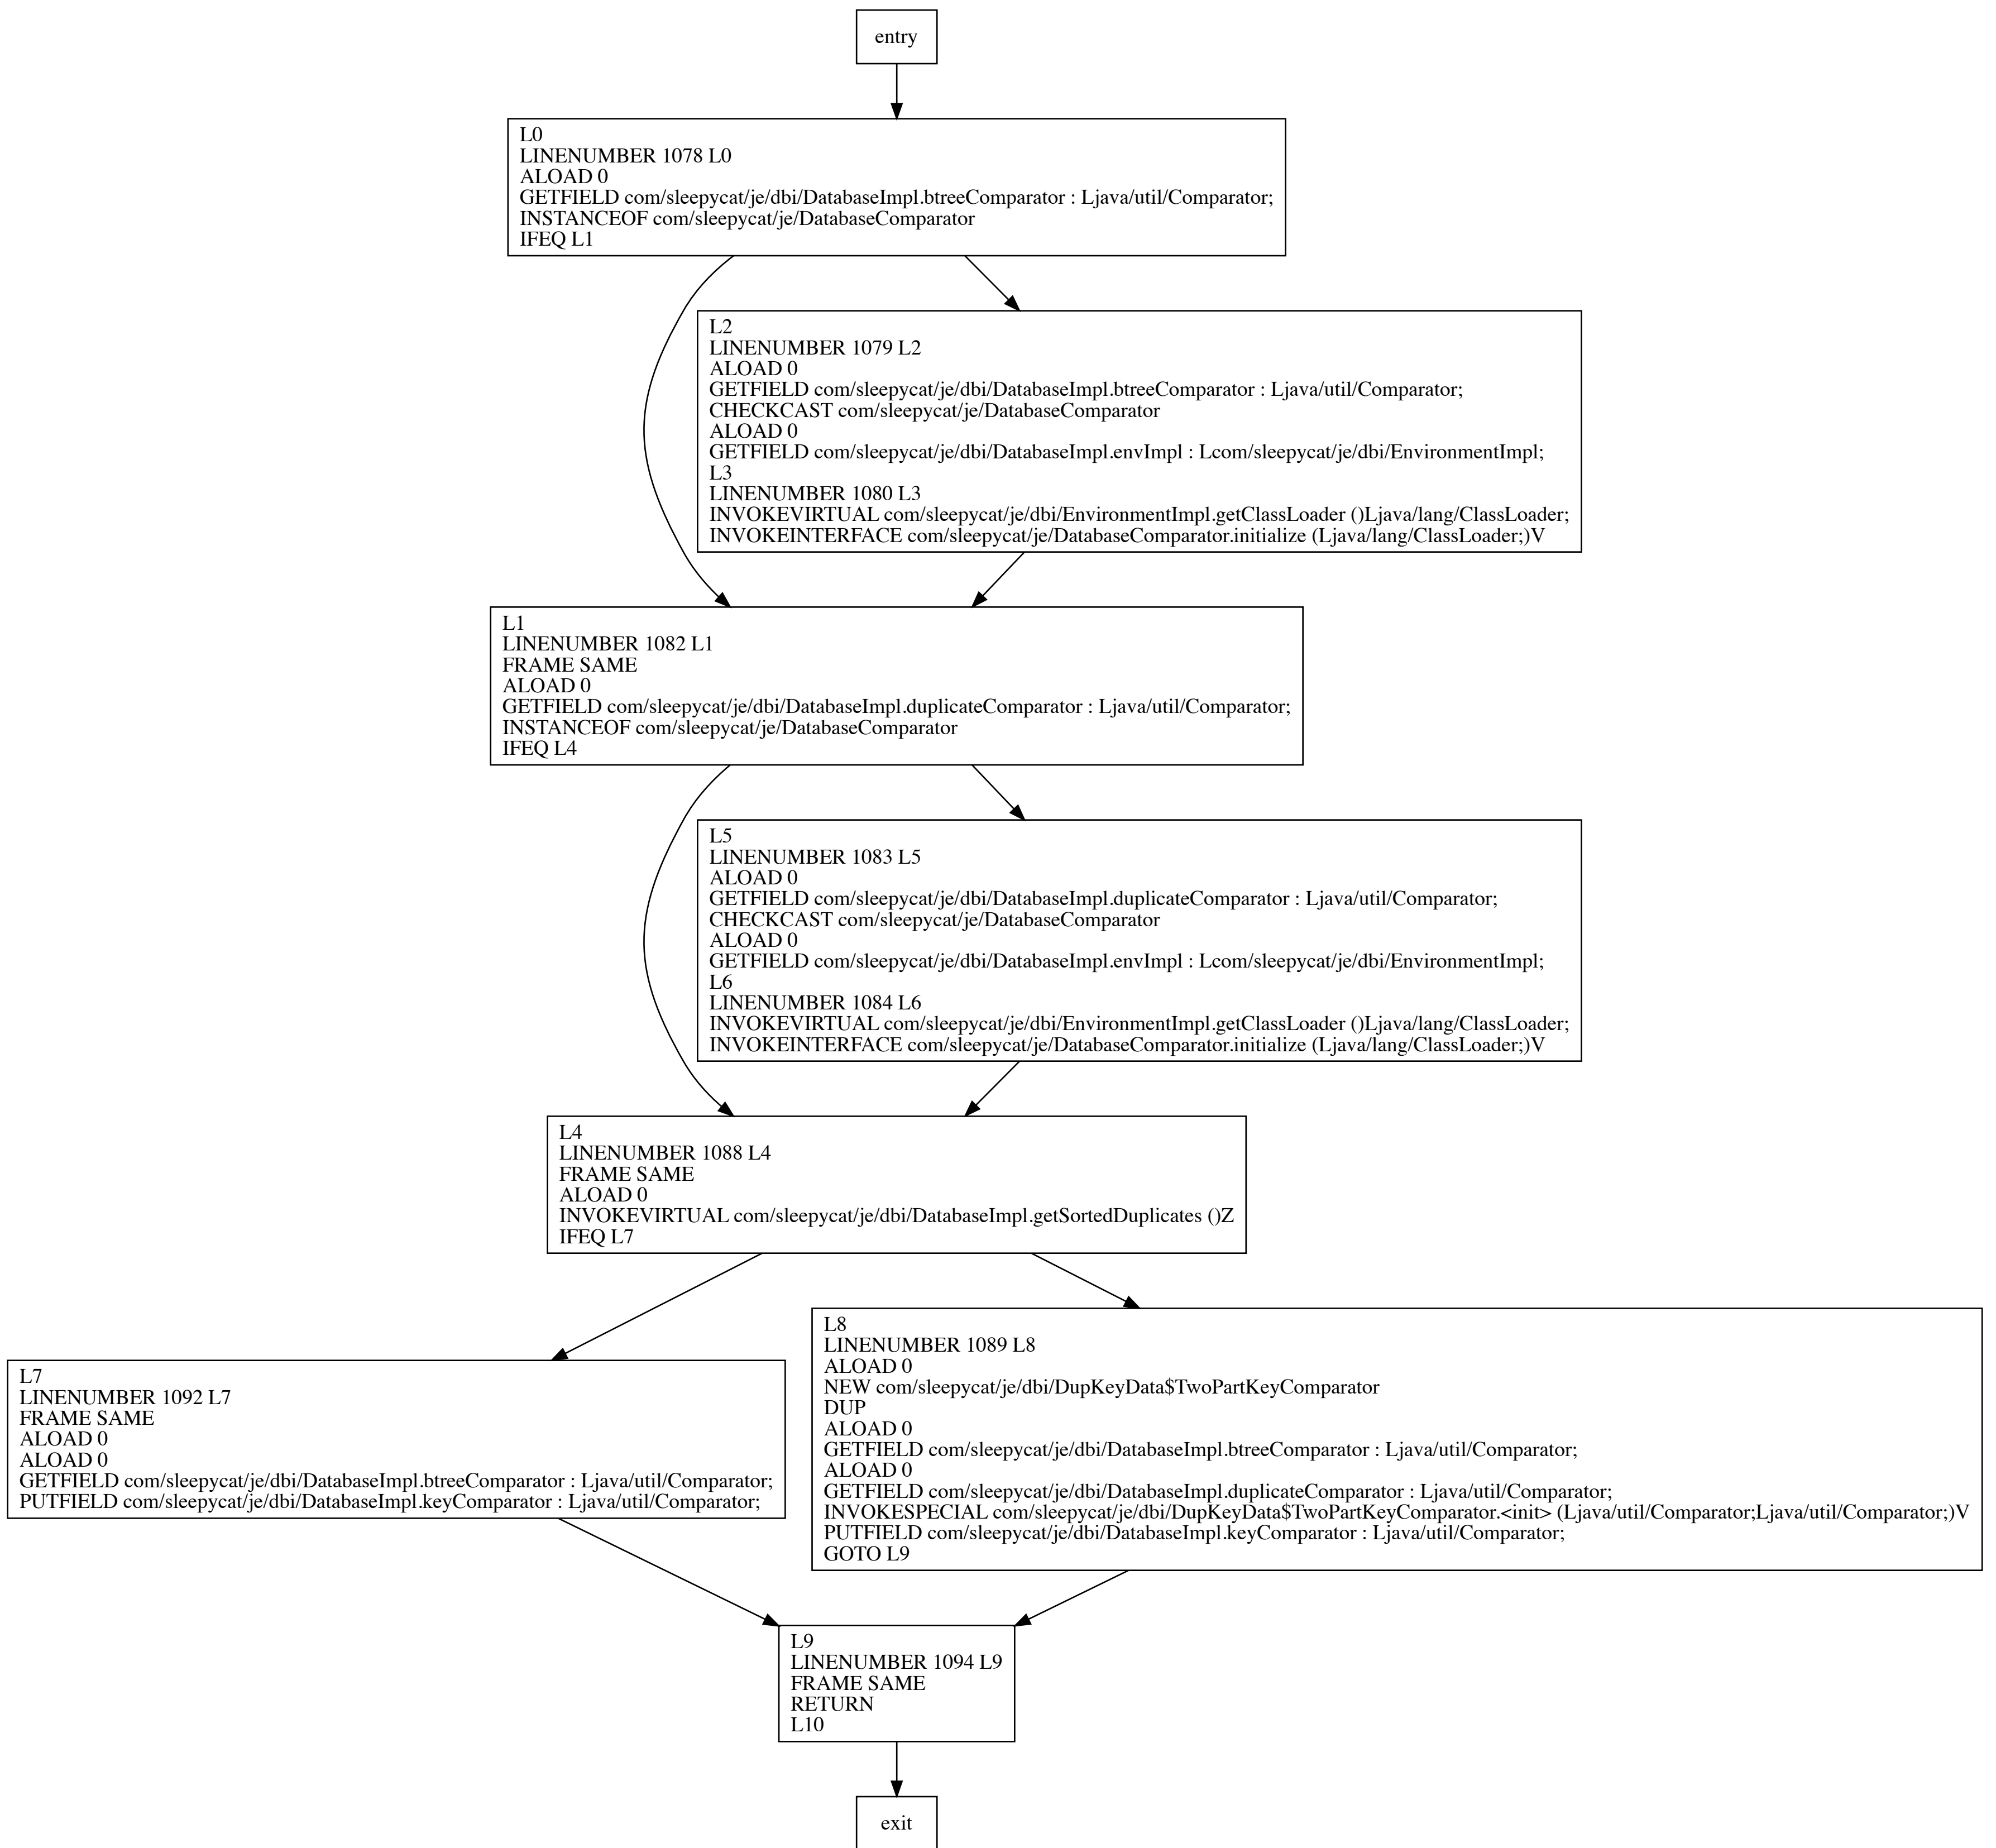 entry
L0
LINENUMBER 1078 L0
ALOAD 0
GETFIELD com/sleepycat/je/dbi/DatabaseImpl.btreeComparator : Ljava/util/Comparator;
INSTANCEOF com/sleepycat/je/DatabaseComparator
IFEQ L1
L2
LINENUMBER 1079 L2
ALOAD 0
GETFIELD com/sleepycat/je/dbi/DatabaseImpl.btreeComparator : Ljava/util/Comparator;
CHECKCAST com/sleepycat/je/DatabaseComparator
ALOAD 0
GETFIELD com/sleepycat/je/dbi/DatabaseImpl.envImpl : Lcom/sleepycat/je/dbi/EnvironmentImpl;
L3
LINENUMBER 1080 L3
INVOKEVIRTUAL com/sleepycat/je/dbi/EnvironmentImpl.getClassLoader ()Ljava/lang/ClassLoader;
INVOKEINTERFACE com/sleepycat/je/DatabaseComparator.initialize (Ljava/lang/ClassLoader;)V
L1
LINENUMBER 1082 L1
FRAME SAME
ALOAD 0
GETFIELD com/sleepycat/je/dbi/DatabaseImpl.duplicateComparator : Ljava/util/Comparator;
INSTANCEOF com/sleepycat/je/DatabaseComparator
IFEQ L4
L5
LINENUMBER 1083 L5
ALOAD 0
GETFIELD com/sleepycat/je/dbi/DatabaseImpl.duplicateComparator : Ljava/util/Comparator;
CHECKCAST com/sleepycat/je/DatabaseComparator
ALOAD 0
GETFIELD com/sleepycat/je/dbi/DatabaseImpl.envImpl : Lcom/sleepycat/je/dbi/EnvironmentImpl;
L6
LINENUMBER 1084 L6
INVOKEVIRTUAL com/sleepycat/je/dbi/EnvironmentImpl.getClassLoader ()Ljava/lang/ClassLoader;
INVOKEINTERFACE com/sleepycat/je/DatabaseComparator.initialize (Ljava/lang/ClassLoader;)V
L4
LINENUMBER 1088 L4
FRAME SAME
ALOAD 0
INVOKEVIRTUAL com/sleepycat/je/dbi/DatabaseImpl.getSortedDuplicates ()Z
IFEQ L7
L7
LINENUMBER 1092 L7
FRAME SAME
ALOAD 0
ALOAD 0
GETFIELD com/sleepycat/je/dbi/DatabaseImpl.btreeComparator : Ljava/util/Comparator;
PUTFIELD com/sleepycat/je/dbi/DatabaseImpl.keyComparator : Ljava/util/Comparator;
L8
LINENUMBER 1089 L8
ALOAD 0
NEW com/sleepycat/je/dbi/DupKeyData$TwoPartKeyComparator
DUP
ALOAD 0
GETFIELD com/sleepycat/je/dbi/DatabaseImpl.btreeComparator : Ljava/util/Comparator;
ALOAD 0
GETFIELD com/sleepycat/je/dbi/DatabaseImpl.duplicateComparator : Ljava/util/Comparator;
INVOKESPECIAL com/sleepycat/je/dbi/DupKeyData$TwoPartKeyComparator.<init> (Ljava/util/Comparator;Ljava/util/Comparator;)V
PUTFIELD com/sleepycat/je/dbi/DatabaseImpl.keyComparator : Ljava/util/Comparator;
GOTO L9
L9
LINENUMBER 1094 L9
FRAME SAME
RETURN
L10
exit